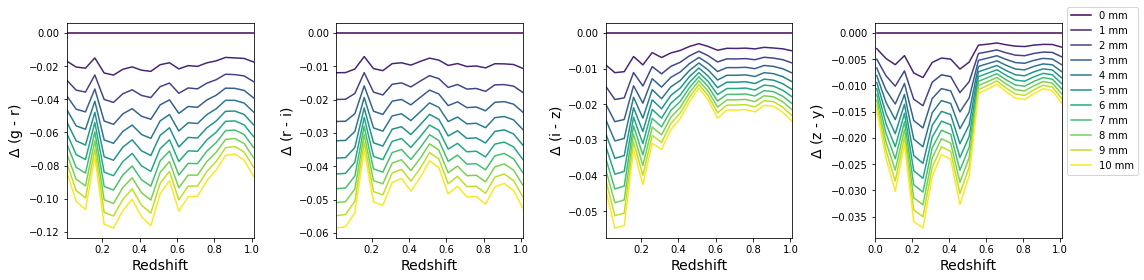 Δ (g - r)
0.00
−0.02
−0.04
−0.06
−0.08
−0.10
−0.12
0.2 0.4 0.6 0.8 1.0
Redshift
Δ (r - i)
0.00
−0.01
−0.02
−0.03
−0.04
−0.05
−0.06
0.2 0.4 0.6 0.8 1.0
Redshift
Δ (i - z)
0.00
−0.01
−0.02
−0.03
−0.04
−0.05
0.2 0.4 0.6 0.8 1.0
Redshift
Δ (z - y)
0.000
−0.005
−0.010
−0.015
−0.020
−0.025
−0.030
−0.035
0.0 0.2 0.4 0.6 0.8 1.0
Redshift
0 mm
1 mm
2 mm
3 mm
4 mm
5 mm
6 mm
7 mm
8 mm
9 mm
10 mm